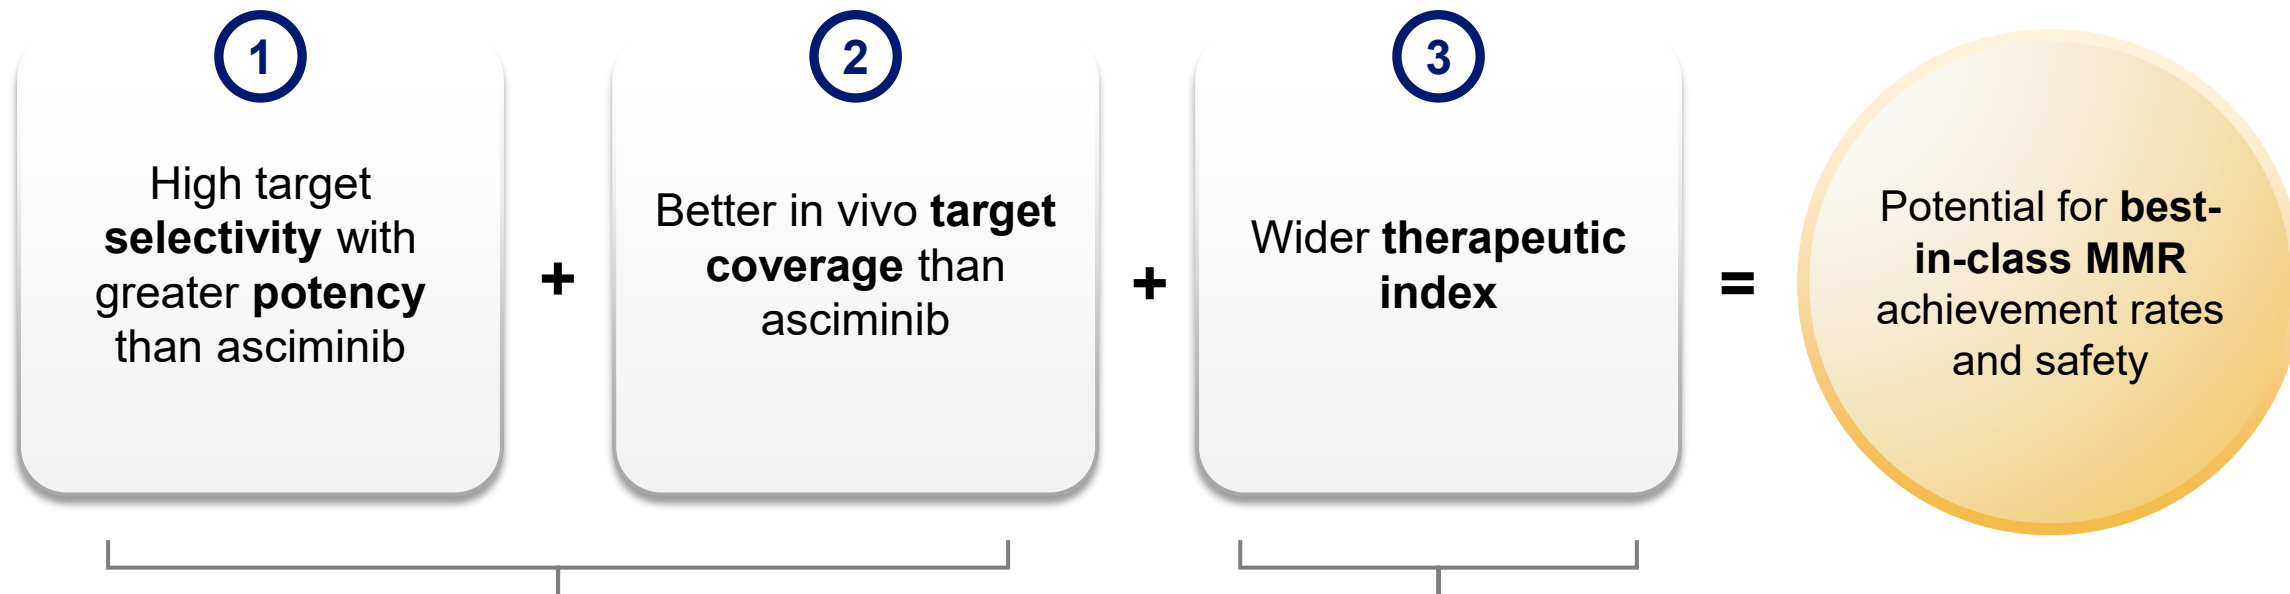 1
High target
selectivity with
greater potency
than asciminib
+
2
Better in vivo target
coverage than
asciminib
+
3
Wider therapeutic
index
=
Potential for best-
in-class MMR
achievement rates
and safety